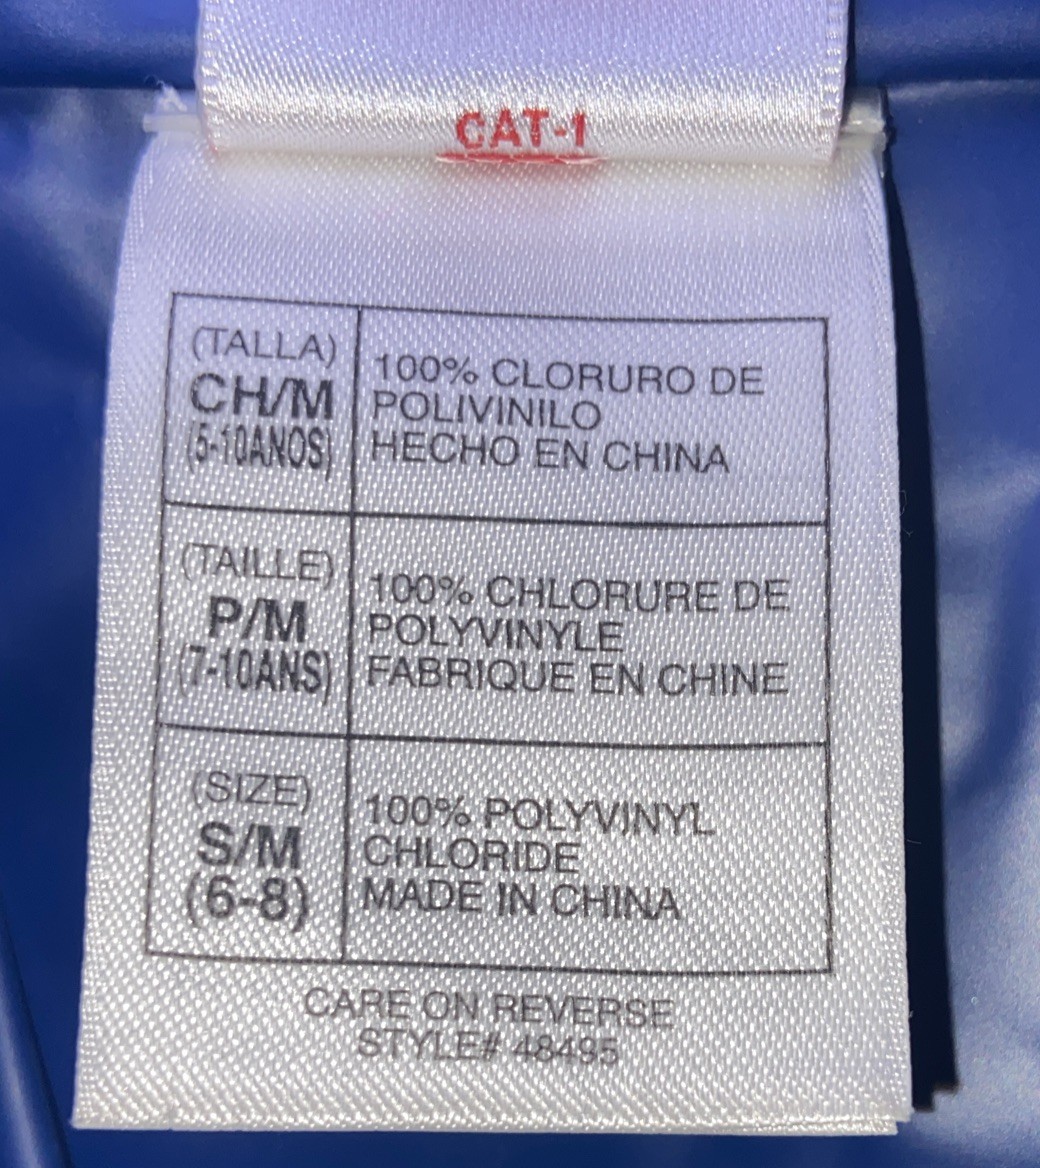 CAT-1
(TALLA)
CH/M
(5-10ANOS)
100% CLORURO DE
POLIVINILO
HECHO EN CHINA
(TAILLE)
P/M
(7-10ANS)
100% CHLORURE DE
POLYVINYLE
FABRIQUE EN CHINE
(SIZE)
S/M
(6-8)
100% POLYVINYL
CHLORIDE
MADE IN CHINA
CARE ON REVERSE
STYLE# 48495